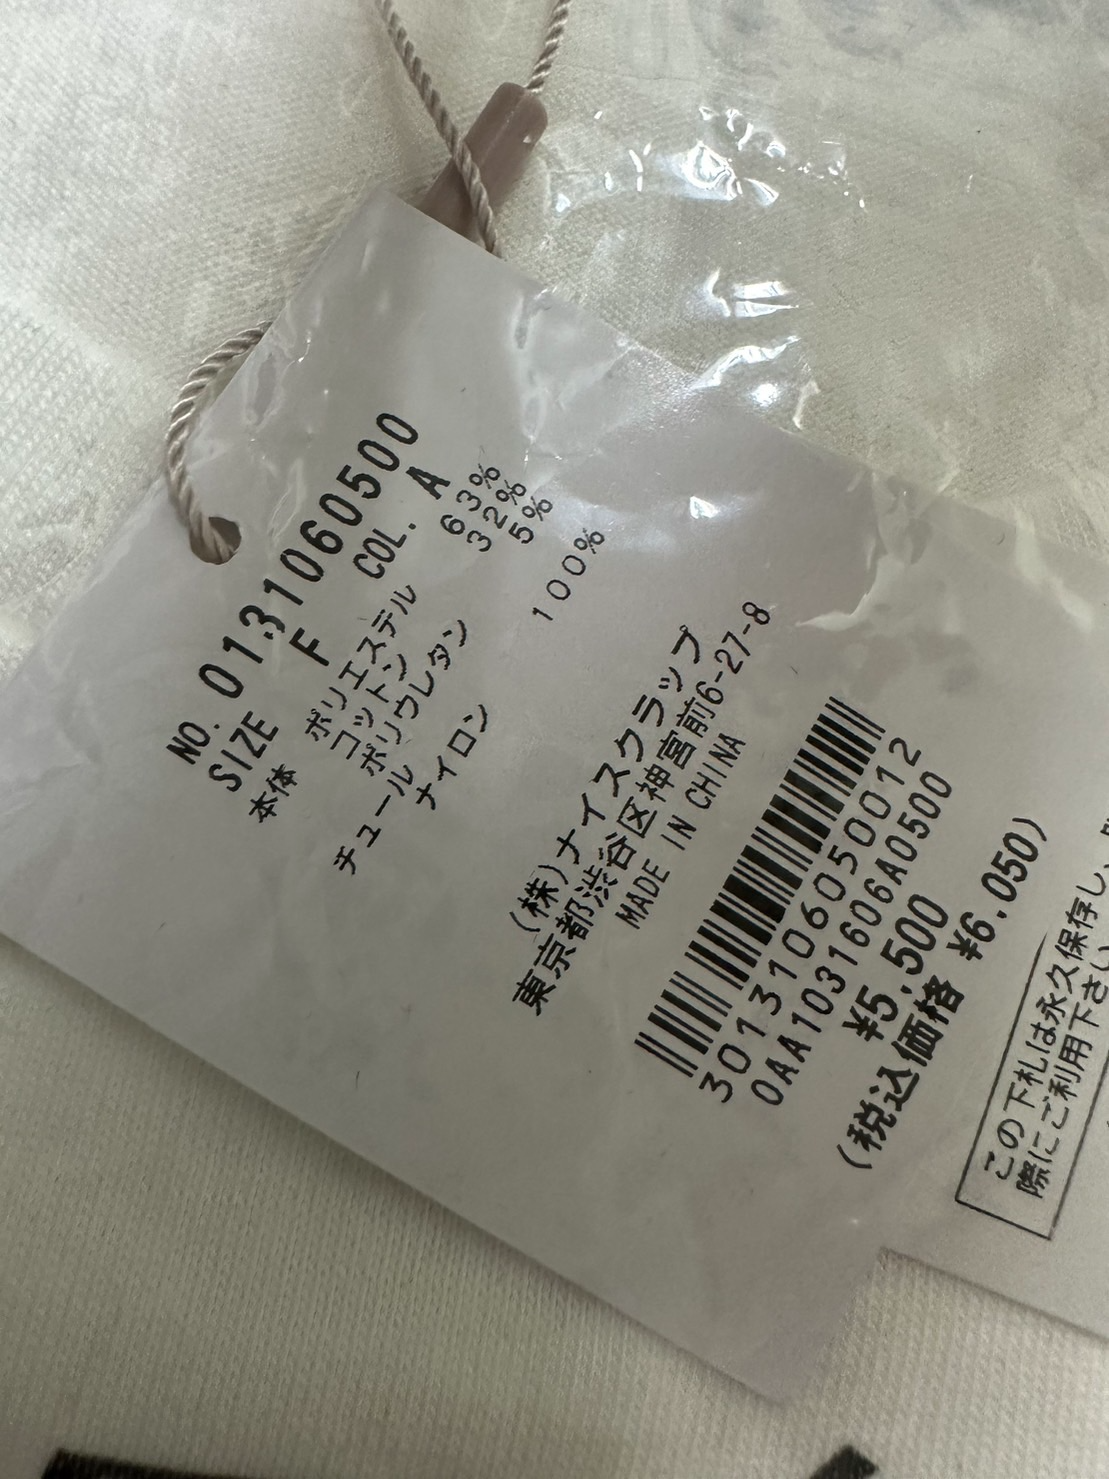 NO. 0131060500
SIZE F COL. A
本体 ポリエステル 63%
コットン 32%
ポリウレタン 5%
チュール
ナイロン 100%
(株)ナイスクラップ
東京都渋谷区神宮前6-27-8
MADE IN CHINA
3013106050012
0AA1031606A0500
¥5,500
(税込価格 ¥6,050)
この下札は永久保存し、
際にご利用下さい